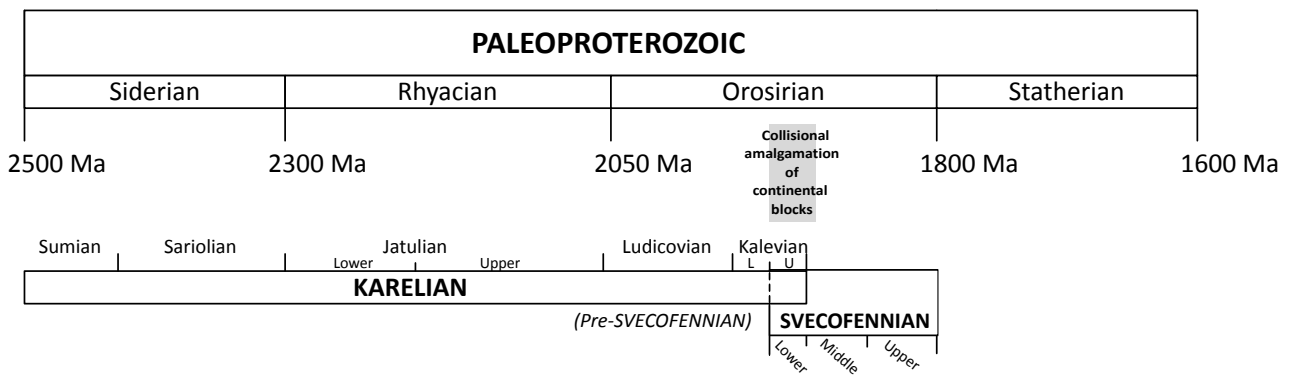 PALEOPROTEROZOIC
Siderian Rhyacian Orosirian Statherian
2500 Ma 2300 Ma 2050 Ma 1800 Ma 1600 Ma
Collisional
amalgamation
of
continental
blocks
Sumian Sariolian Jatulian Ludicovian Kalevian
Lower Upper L U
KARELIAN
(Pre-SVECOFENNIAN) SVECOFENNIAN
Lower Middle Upper